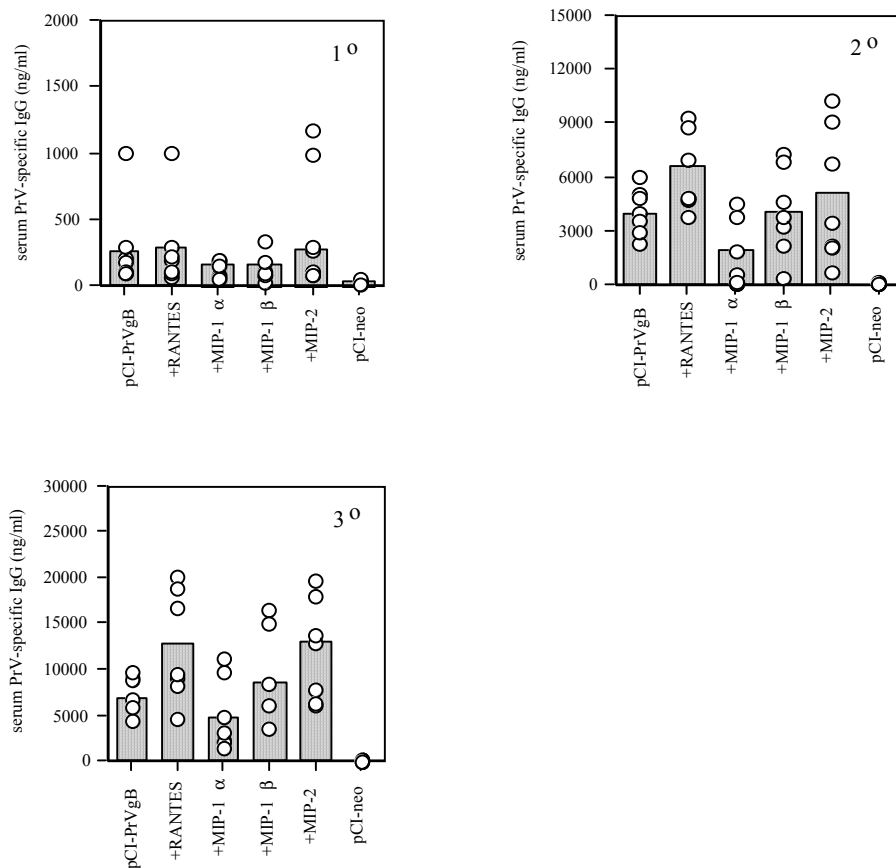 2000
1500
1000
500
0
serum PrV-specific IgG (ng/ml)
1 o
pCI-PrVgB
+RANTES
+MIP-1 α
+MIP-1 β
+MIP-2
pCI-neo
15000
12000
9000
6000
3000
0
serum PrV-specific IgG (ng/ml)
2 o
pCI-PrVgB
+RANTES
+MIP-1 α
+MIP-1 β
+MIP-2
pCI-neo
30000
25000
20000
15000
10000
5000
0
serum PrV-specific IgG (ng/ml)
3 o
pCI-PrVgB
+RANTES
+MIP-1 α
+MIP-1 β
+MIP-2
pCI-neo